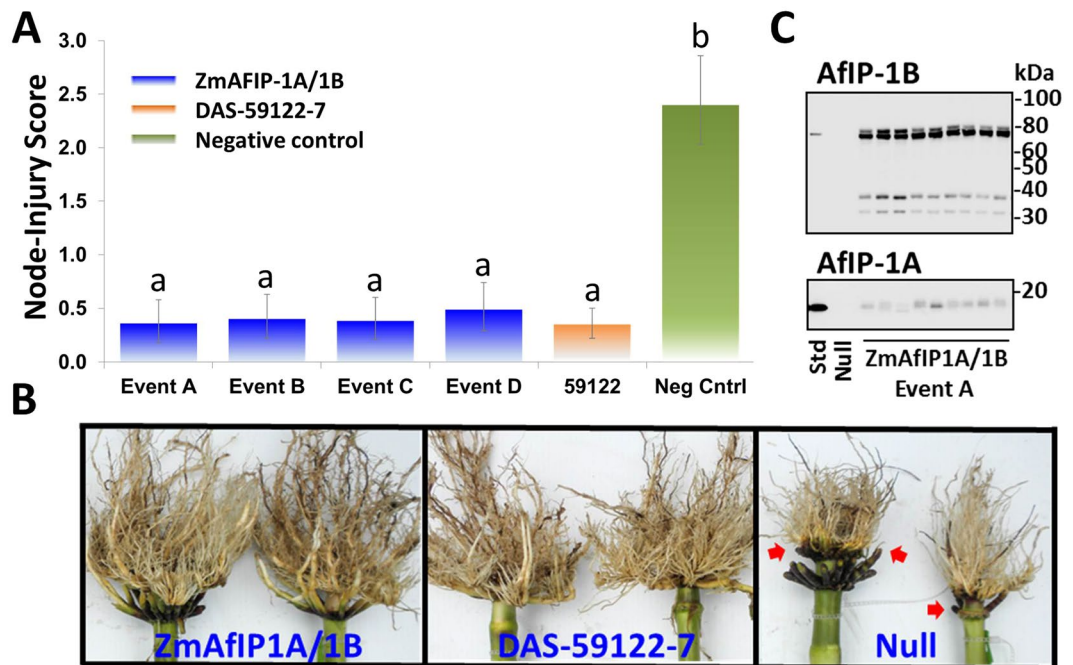 A
3.0
2.5
2.0
1.5
1.0
0.5
0.0
Node-Injury Score
ZmAFIP-1A/1B
DAS-59122-7
Negative control
a
a
a
a
a
b
Event A
Event B
Event C
Event D
59122
Neg Cntrl
C
AfIP-1B
kDa
-100
-80
-60
-50
-40
-30
AfIP-1A
-20
Std
Null
ZmAfIP1A/1B
Event A
B
ZmAfIP1A/1B
DAS-59122-7
Null